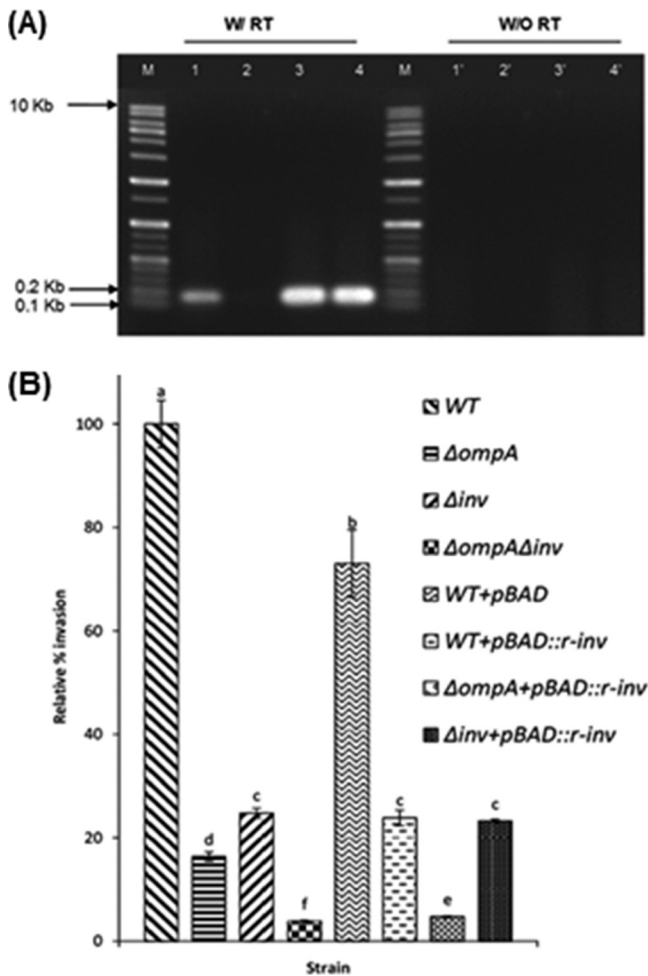 (A)
W/ RT
W/O RT
M 1 2 3 4 M 1' 2' 3' 4'
10 Kb
0.2 Kb
0.1 Kb
(B)
Relative % invasion
100
80
60
40
20
0
a
d
c
f
b
c
e
c
Strain
WT
ΔompA
Δinv
ΔompAΔinv
WT+pBAD
WT+pBAD::r-inv
ΔompA+pBAD::r-inv
Δinv+pBAD::r-inv